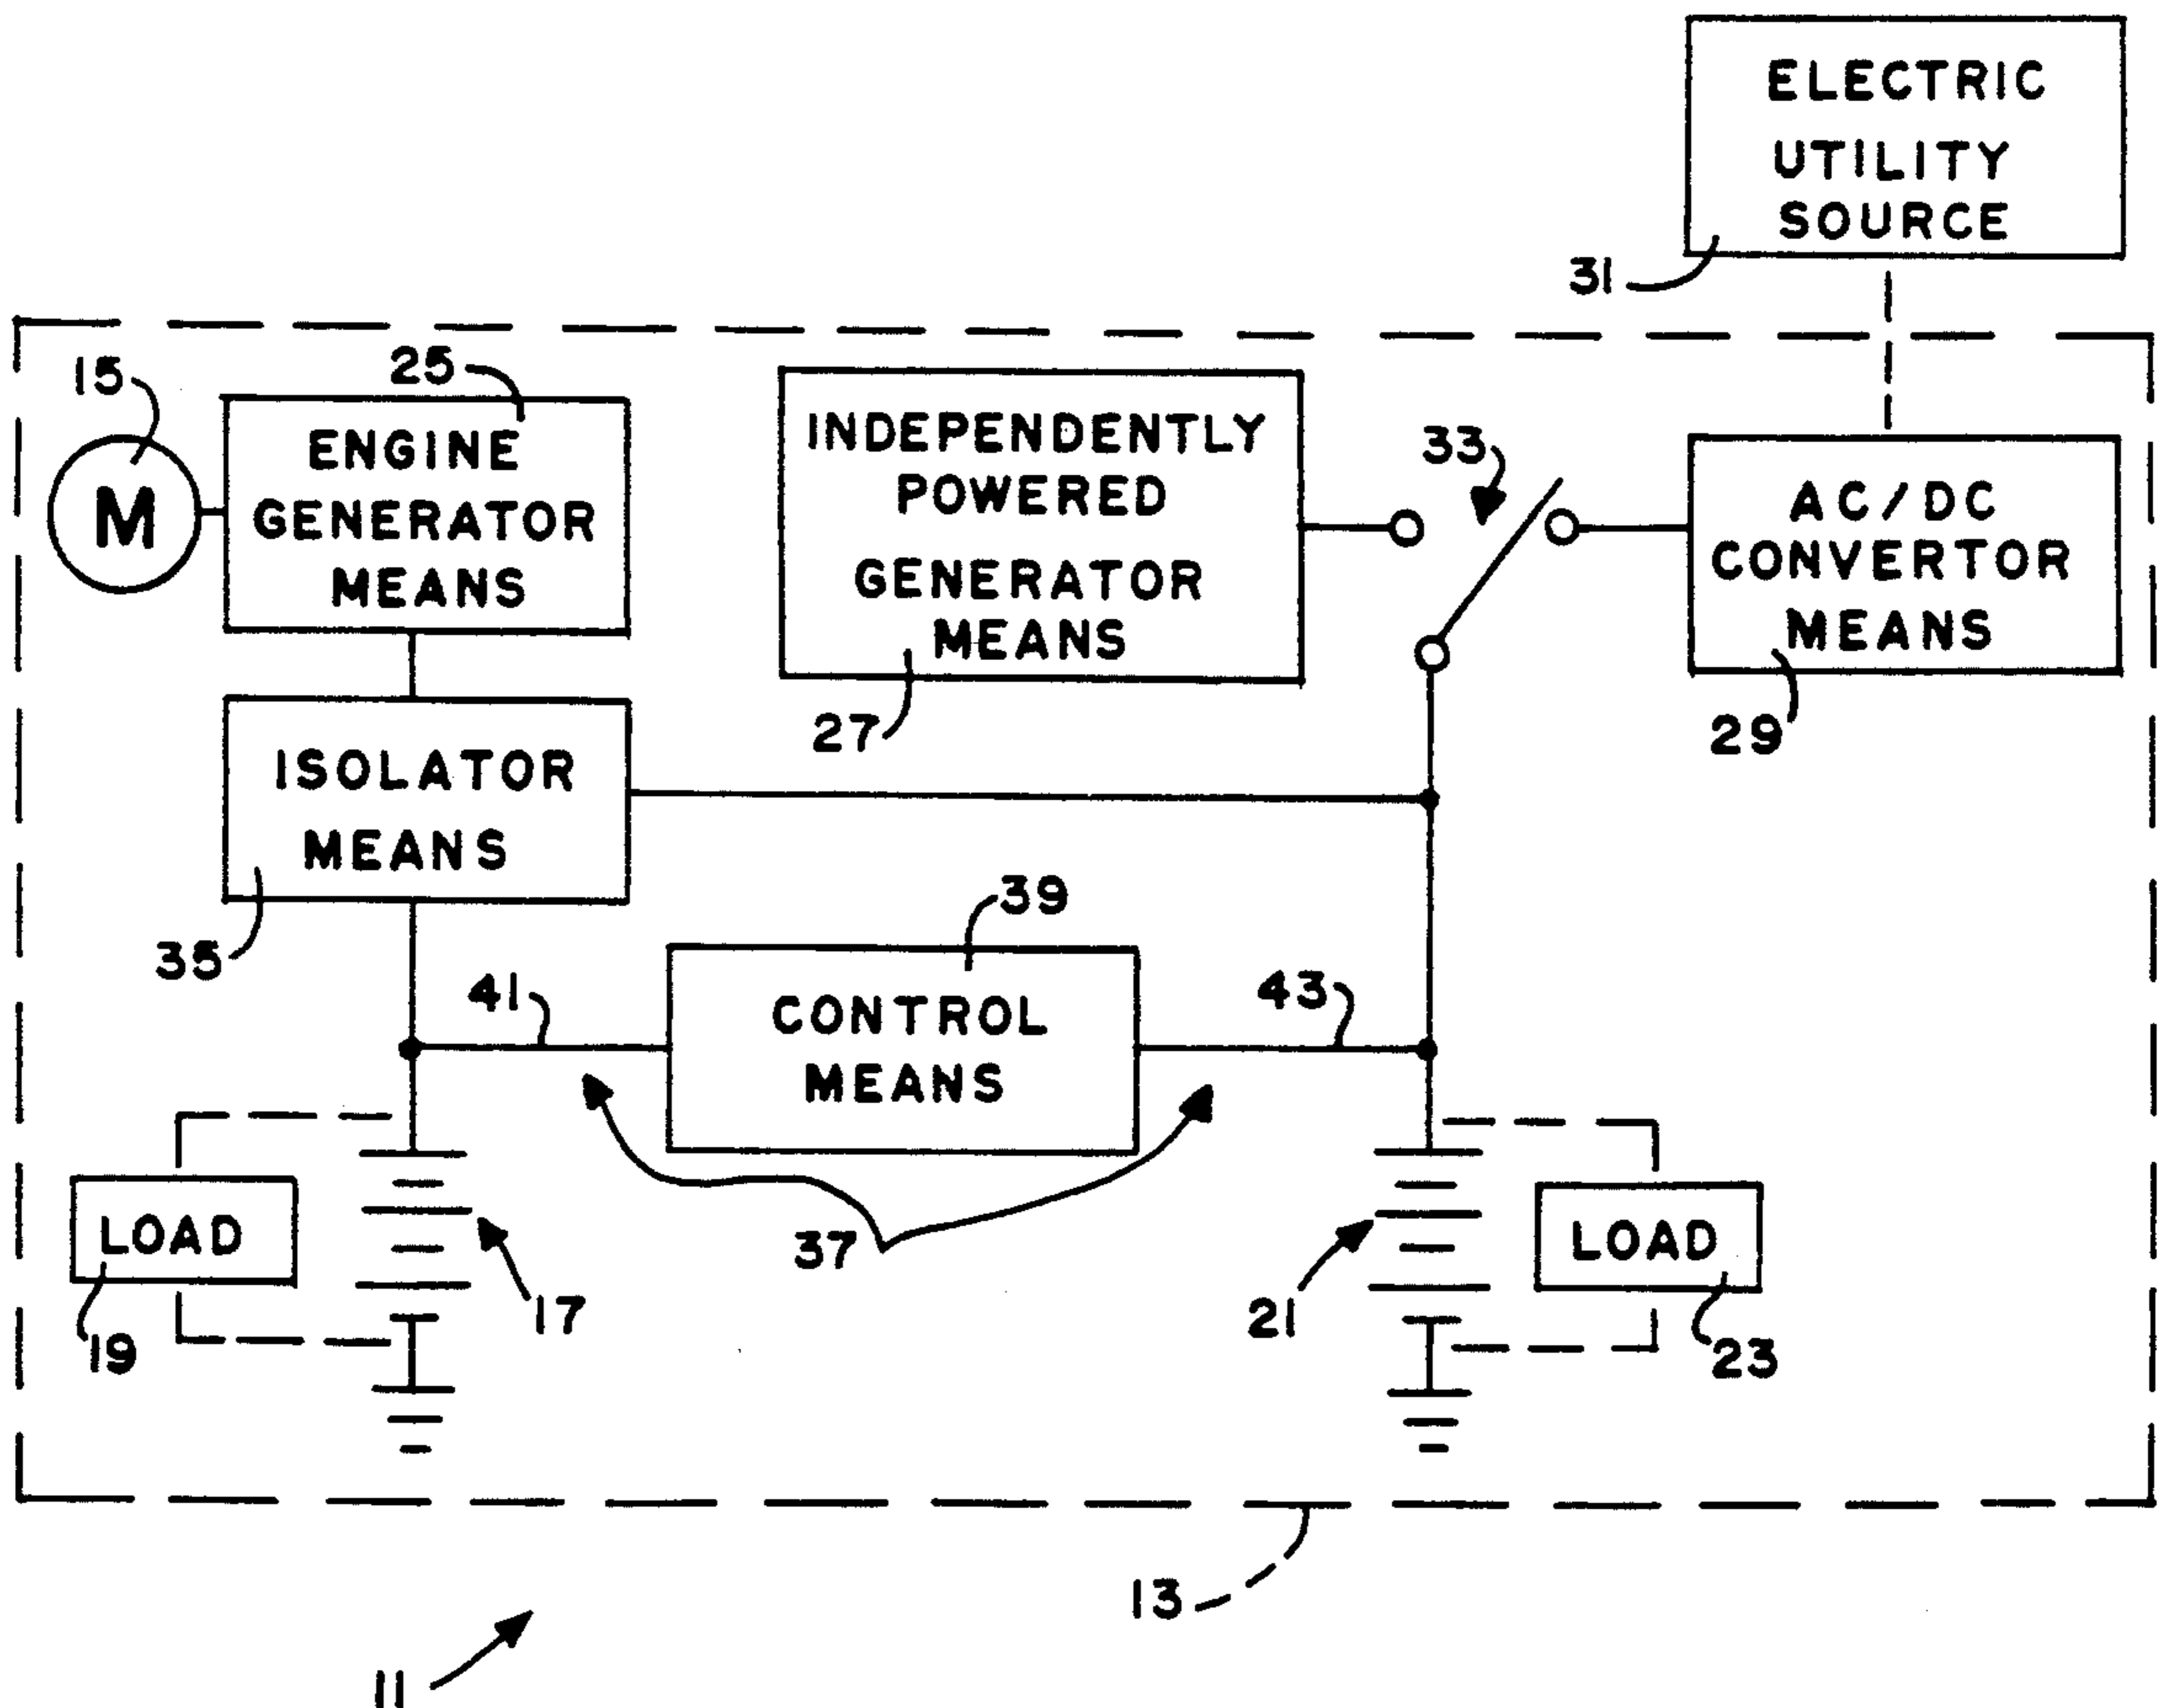 ELECTRIC
UTILITY
SOURCE
31
15
25
M
ENGINE
GENERATOR
MEANS
INDEPENDENTLY
POWERED
GENERATOR
MEANS
27
33
AC/DC
CONVERTOR
MEANS
29
ISOLATOR
MEANS
35
39
41
CONTROL
MEANS
43
37
LOAD
19
17
21
LOAD
23
13
11